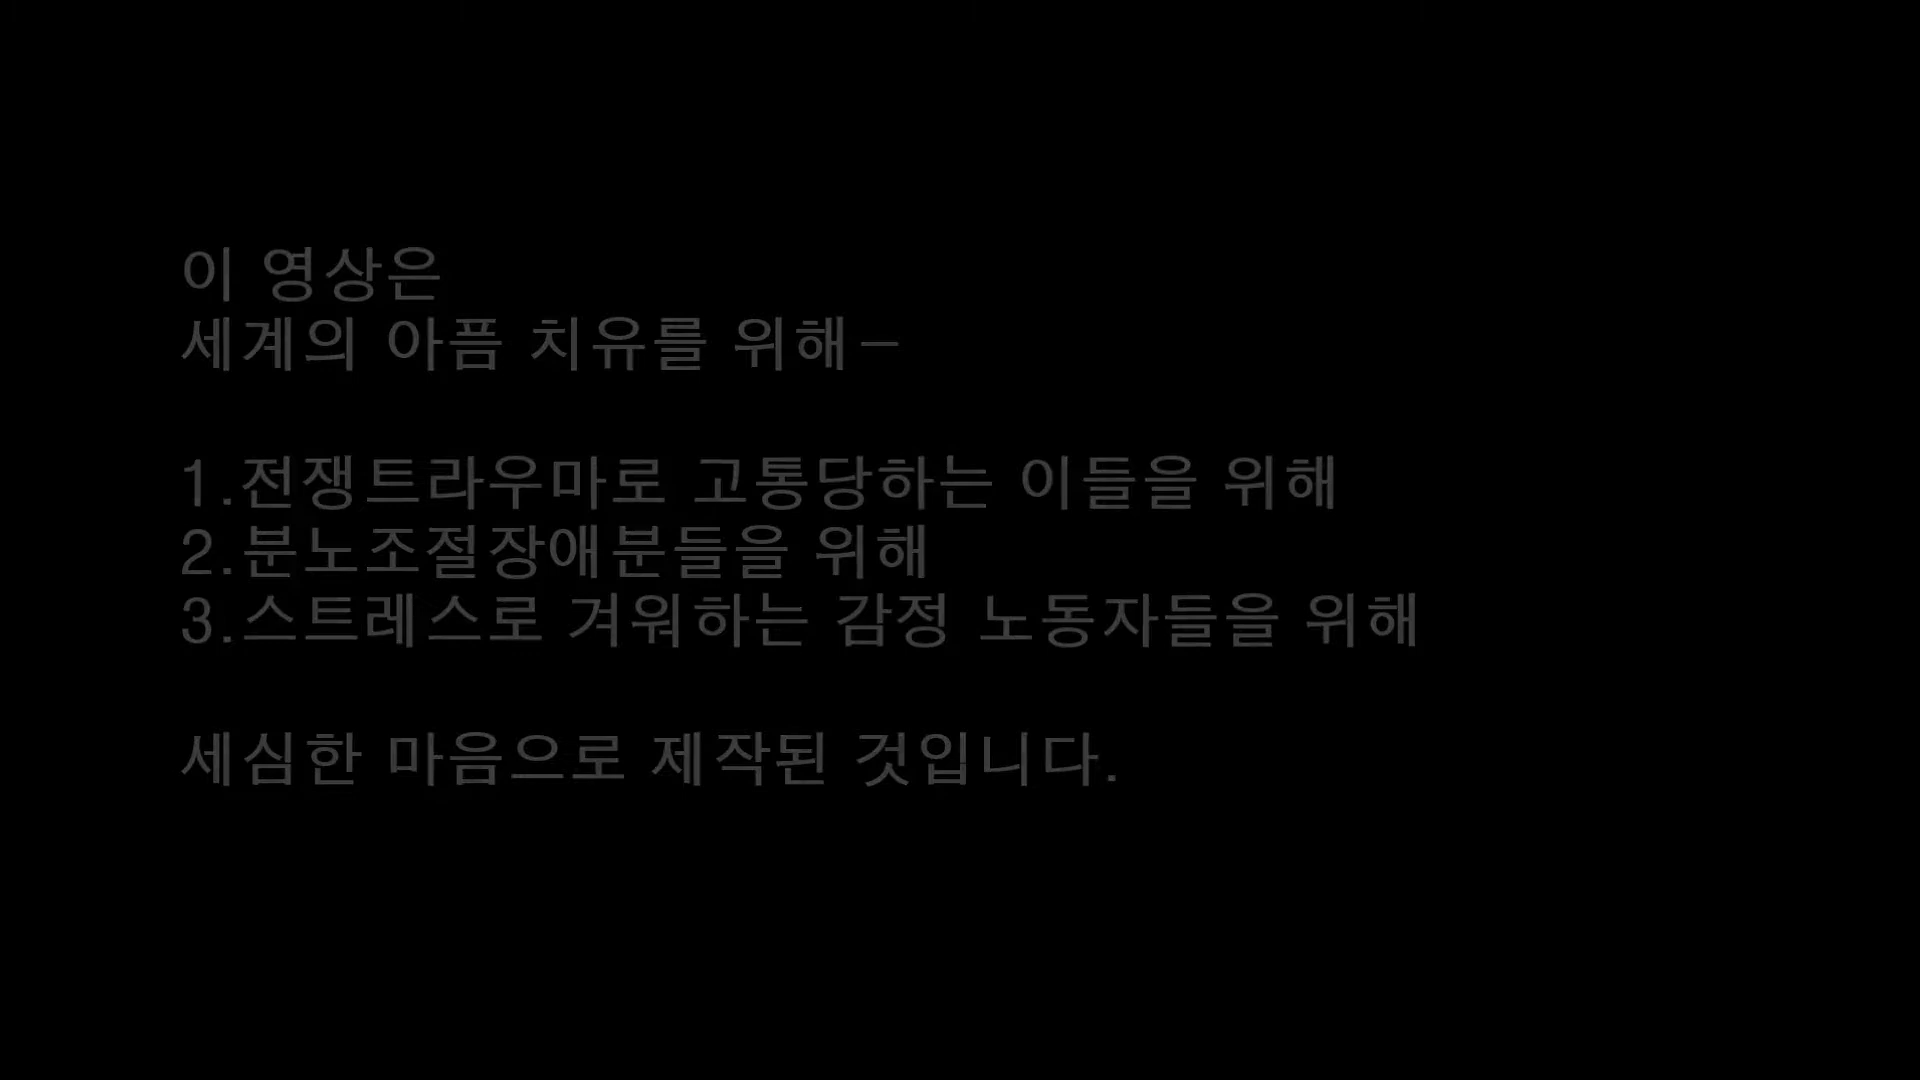 이 영상은
세계의 아픔 치유를 위해-
1.전쟁트라우마로 고통당하는 이들을 위해
2.분노조절장애분들을 위해
3.스트레스로 겨워하는 감정 노동자들을 위해
세심한 마음으로 제작된 것입니다.